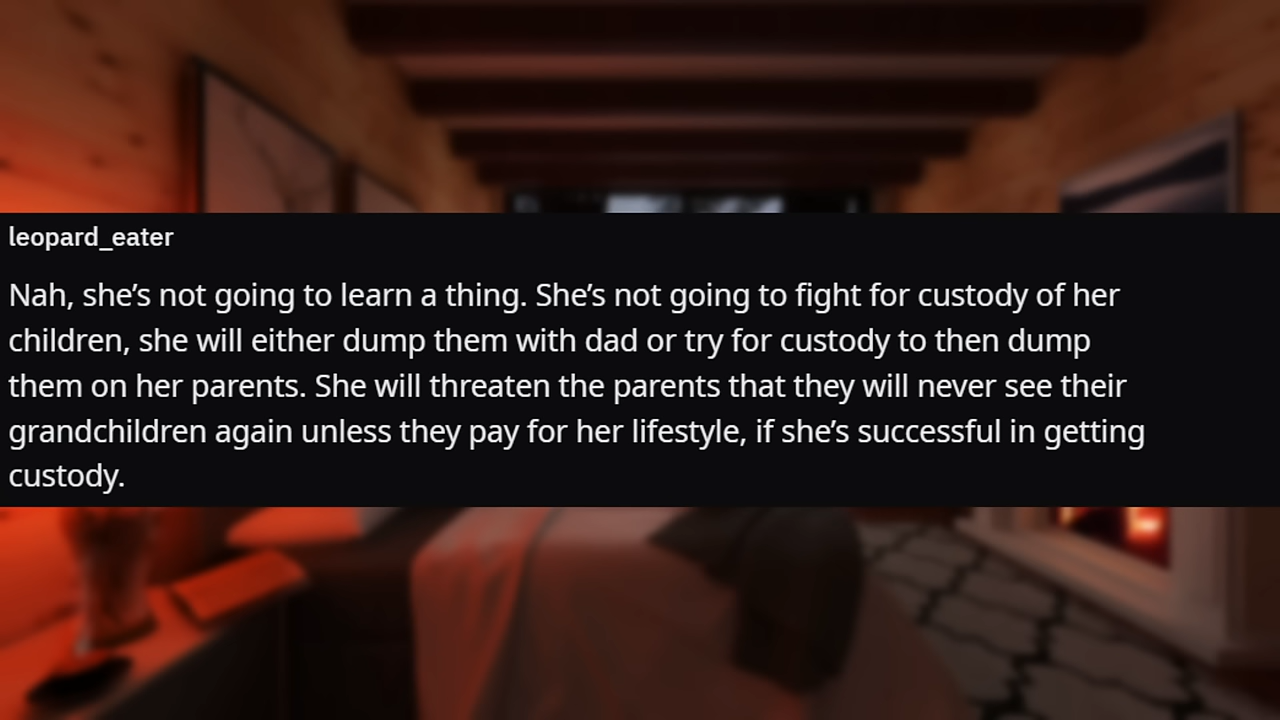 leopard_eater
Nah, she’s not going to learn a thing. She’s not going to fight for custody of her
children, she will either dump them with dad or try for custody to then dump
them on her parents. She will threaten the parents that they will never see their
grandchildren again unless they pay for her lifestyle, if she’s successful in getting
custody.